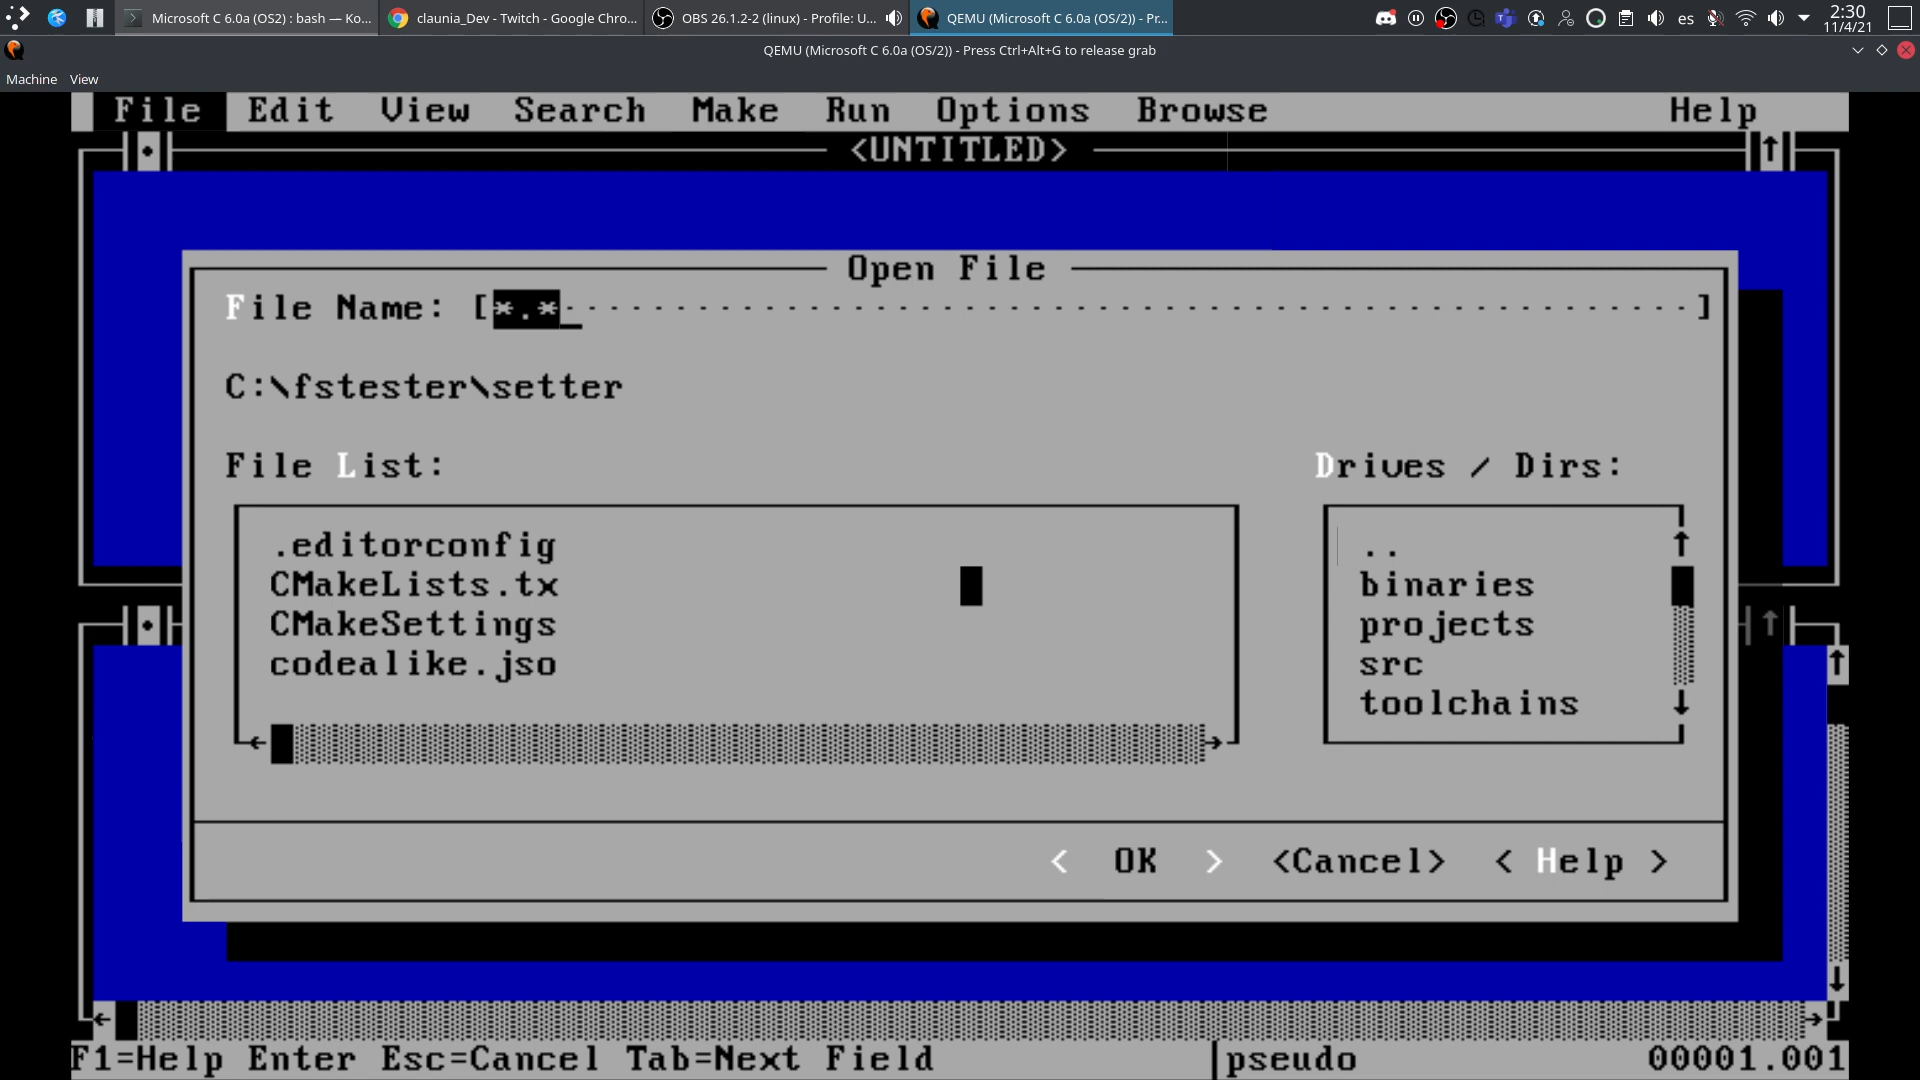 Microsoft C 6.0a (OS2) : bash — Ko...
claunia_Dev - Twitch - Google Chro...
OBS 26.1.2-2 (linux) - Profile: U...
QEMU (Microsoft C 6.0a (OS/2)) - Pr...
es
2:30
11/4/21
QEMU (Microsoft C 6.0a (OS/2)) - Press Ctrl+Alt+G to release grab
Machine View
File Edit View Search Make Run Options Browse Help
<UNTITLED>
Open File
File Name: [*.*]
C:\fstester\setter
File List:
Drives / Dirs:
.editorconfig
CMakeLists.tx
CMakeSettings
codealike.jso
..
binaries
projects
src
toolchains
< OK > <Cancel> < Help >
F1=Help Enter Esc=Cancel Tab=Next Field
pseudo 00001.001